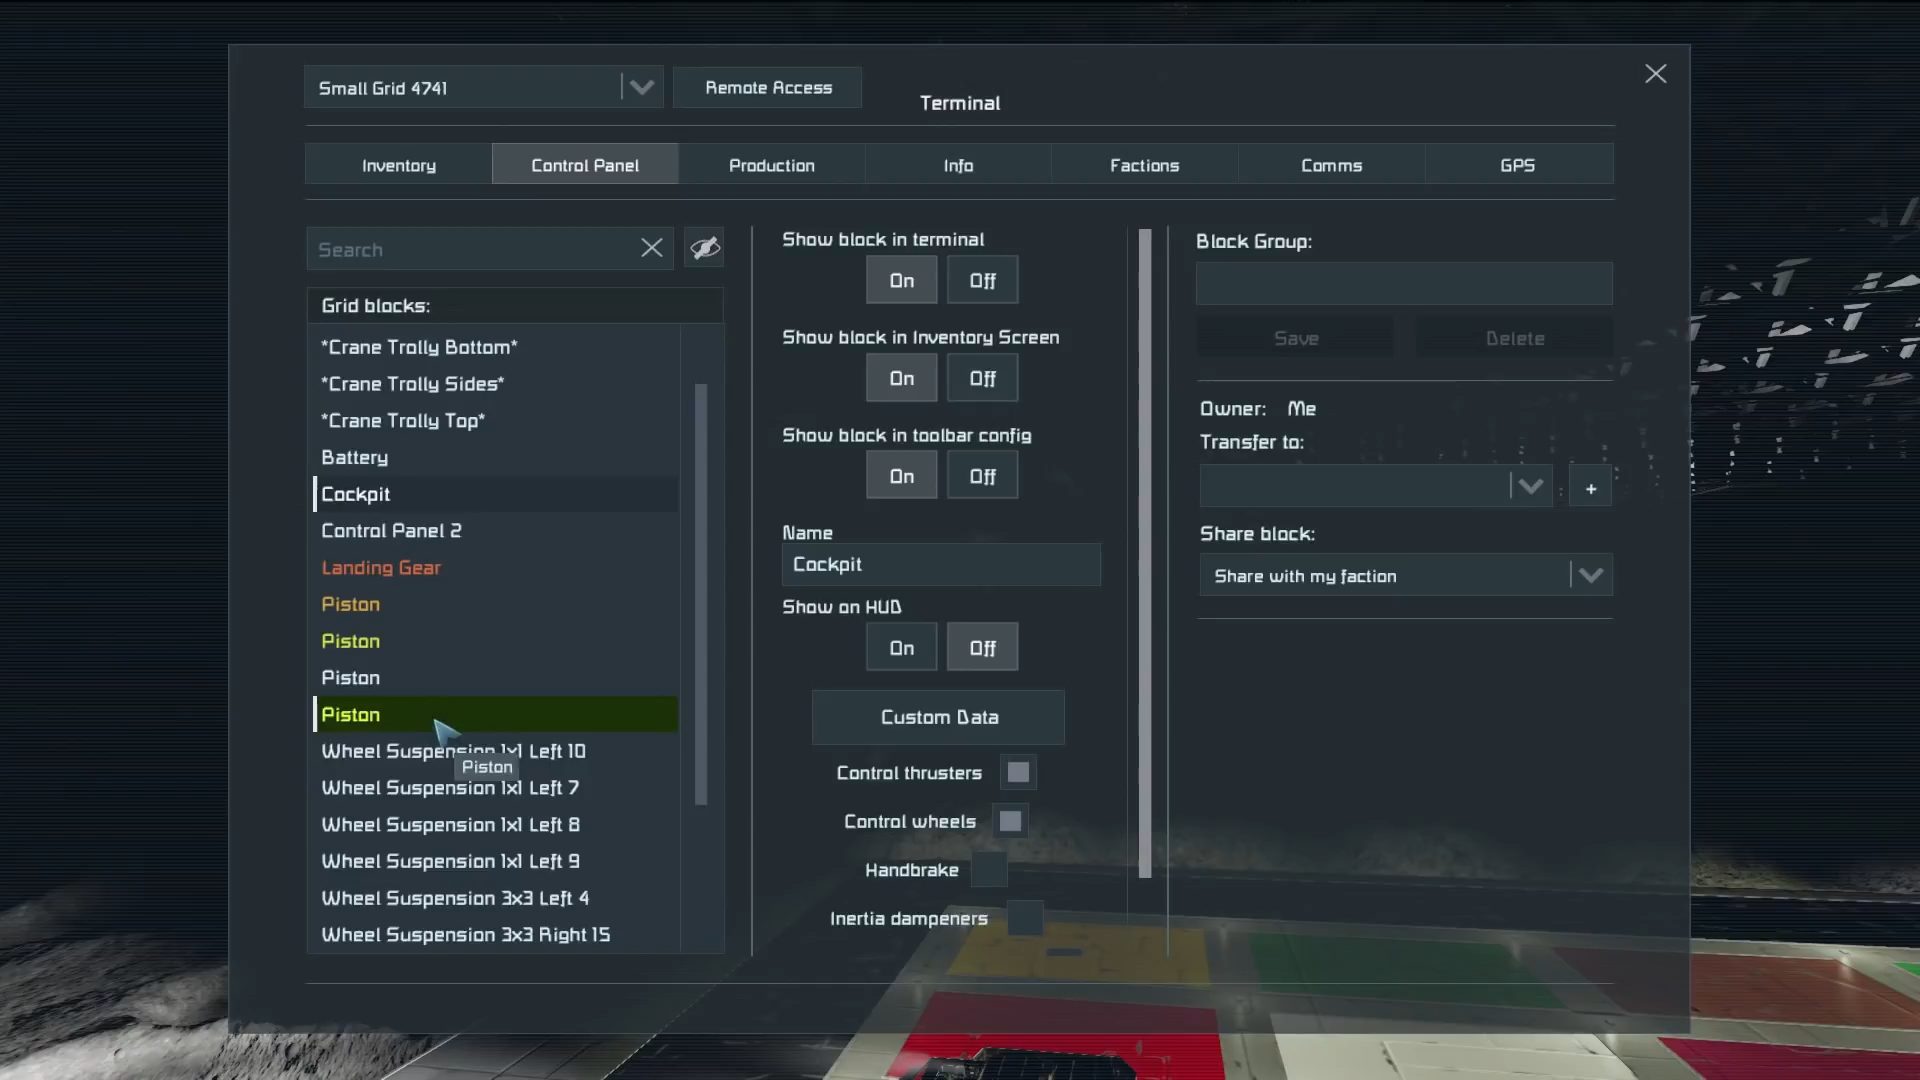 Small Grid 4741
Remote Access
Terminal
Inventory
Control Panel
Production
Info
Factions
Comms
GPS
Search
Grid blocks:
*Crane Trolly Bottom*
*Crane Trolly Sides*
*Crane Trolly Top*
Battery
Cockpit
Control Panel 2
Landing Gear
Piston
Piston
Piston
Piston
Wheel Suspension 1x1 Left 10
Piston
Wheel Suspension 1x1 Left 7
Wheel Suspension 1x1 Left 8
Wheel Suspension 1x1 Left 9
Wheel Suspension 3x3 Left 4
Wheel Suspension 3x3 Right 15
Show block in terminal
On Off
Show block in Inventory Screen
On Off
Show block in toolbar config
On Off
Name
Cockpit
Show on HUD
On Off
Custom Data
Control thrusters
Control wheels
Handbrake
Inertia dampeners
Block Group:
Save Delete
Owner: Me
Transfer to:
+
Share block:
Share with my faction